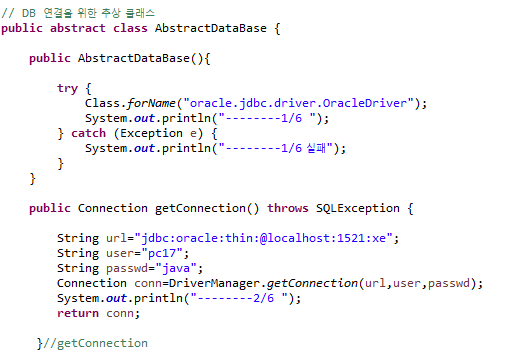 // DB 연결을 위한 추상 클래스
public abstract class AbstractDataBase {
public AbstractDataBase(){
try {
Class.forName("oracle.jdbc.driver.OracleDriver");
System.out.println("--------1/6 ");
} catch (Exception e) {
System.out.println("--------1/6 실패");
}
}
public Connection getConnection() throws SQLException {
String url="jdbc:oracle:thin:@localhost:1521:xe";
String user="pc17";
String passwd="java";
Connection conn=DriverManager.getConnection(url,user,passwd);
System.out.println("--------2/6 ");
return conn;
}//getConnection